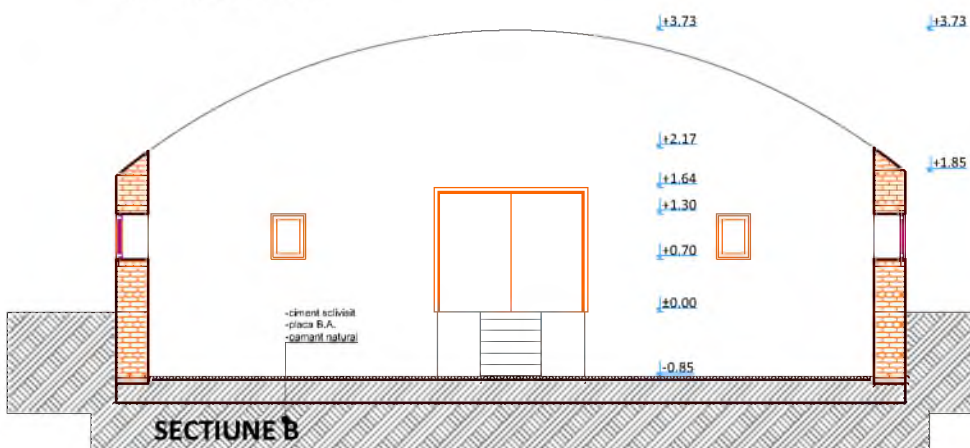 +3.73 +3.73
+2.17
+1.85
+1.64
+1.30
+0.70
±0.00
-ciment sclivisit
-placa B.A.
-pamant natural
-0.85
SECTIUNE B